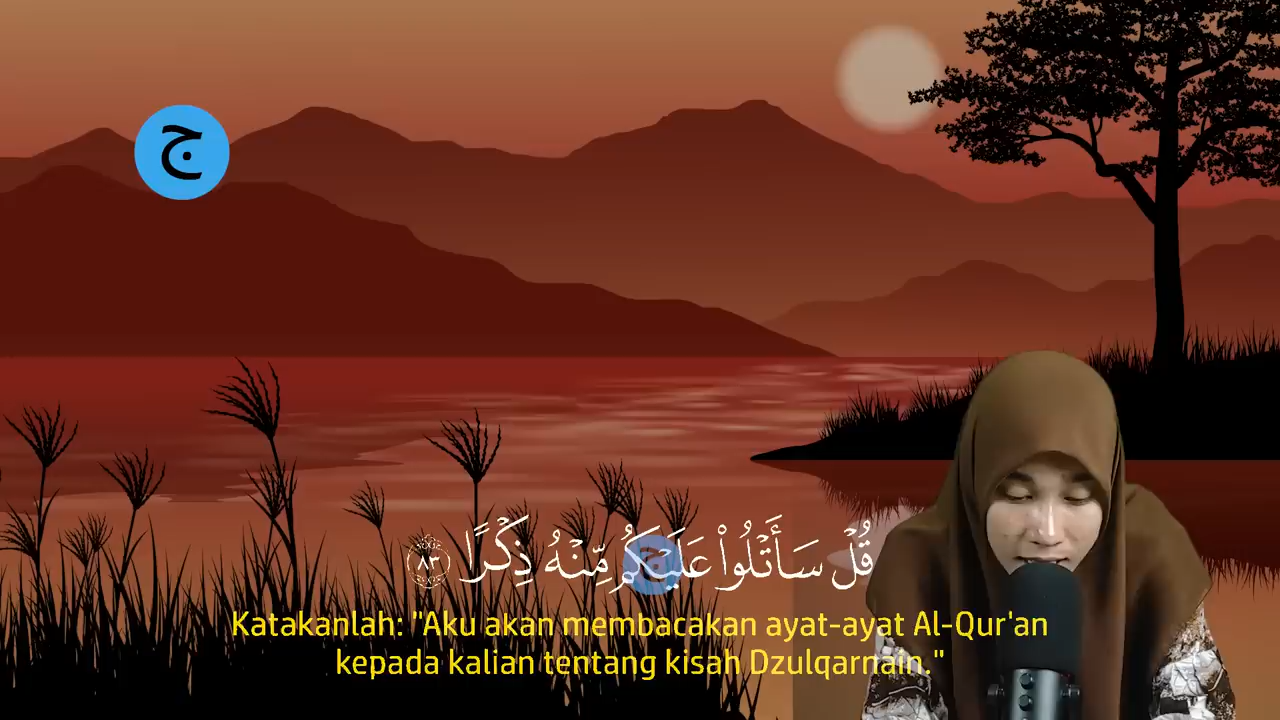 ج
قُلْ سَأَتْلُوا۟ عَلَيْكُم مِّنْهُ ذِكْرًا ٨٣
Katakanlah: "Aku akan membacakan ayat-ayat Al-Qur'an
kepada kalian tentang kisah Dzulqarnain."